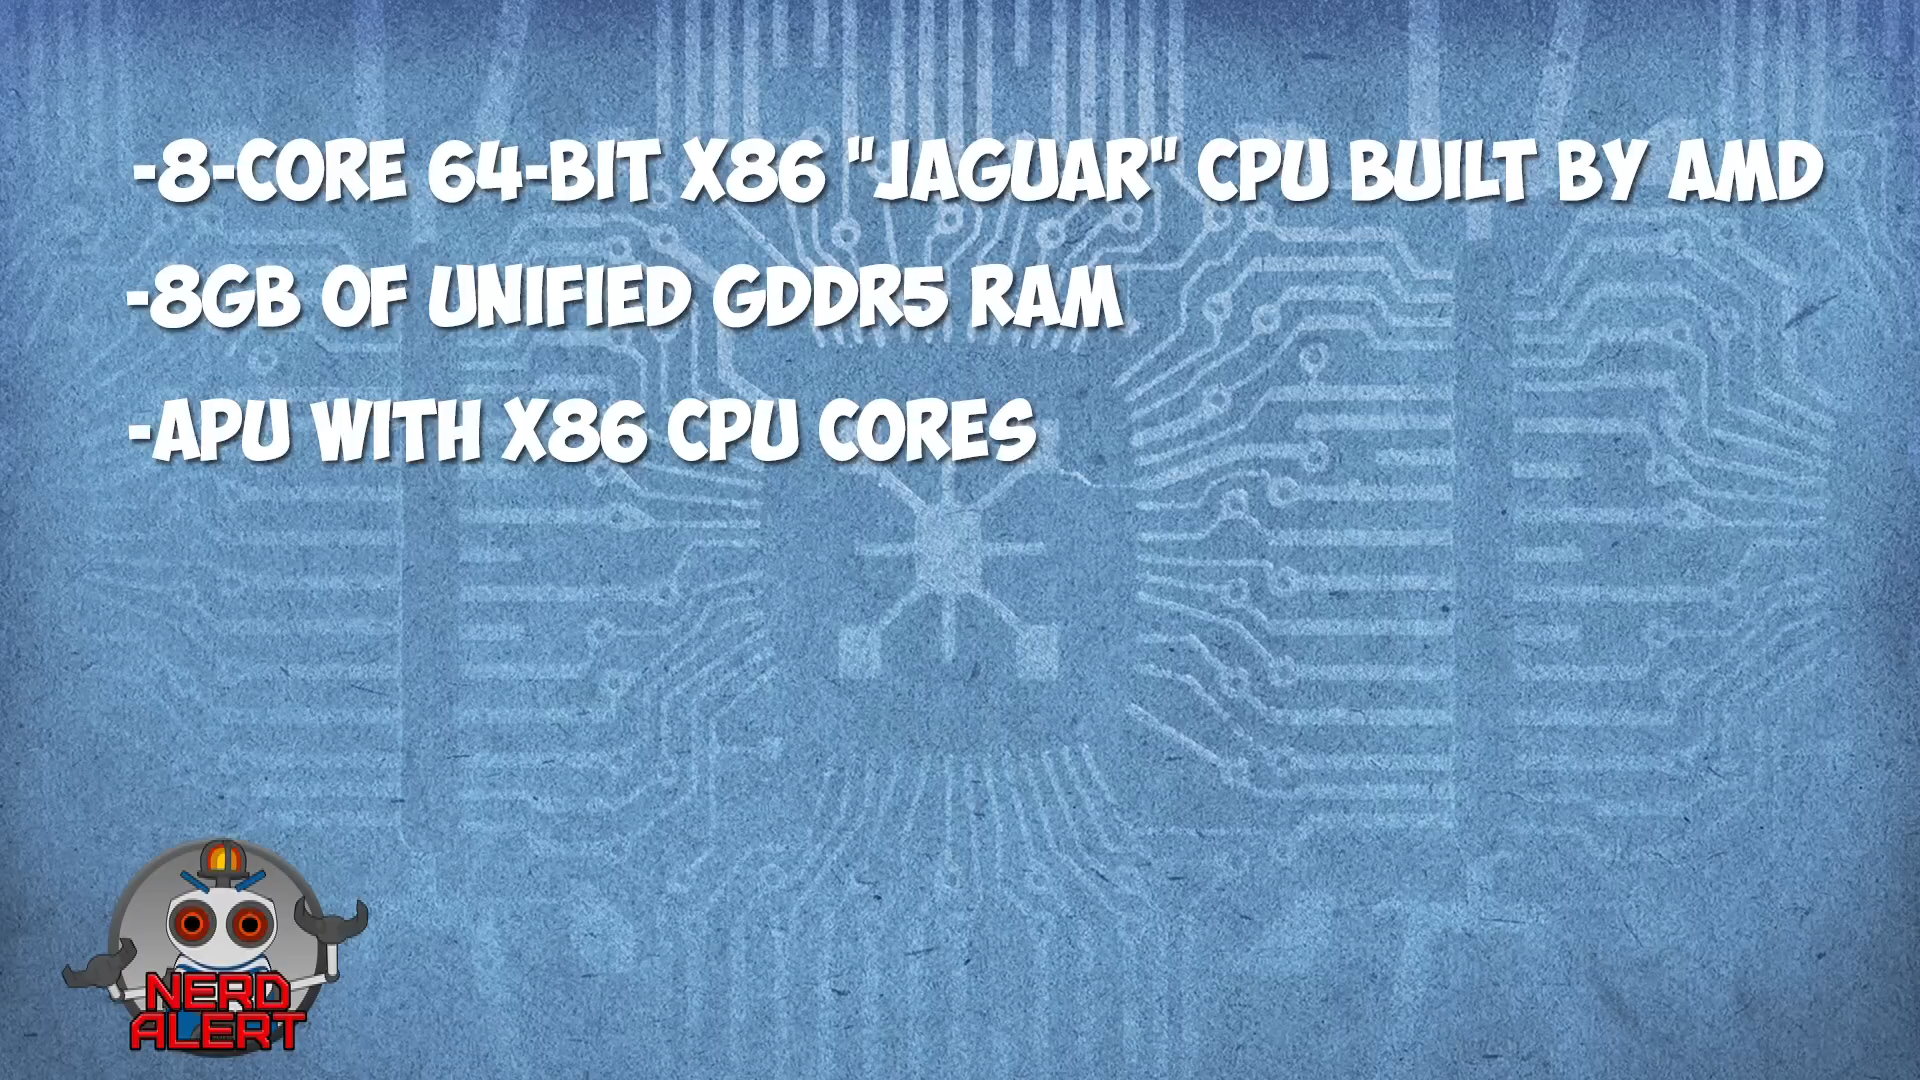 -8-CORE 64-BIT X86 "JAGUAR" CPU BUILT BY AMD
-8GB OF UNIFIED GDDR5 RAM
-APU WITH X86 CPU CORES
NERD
ALERT